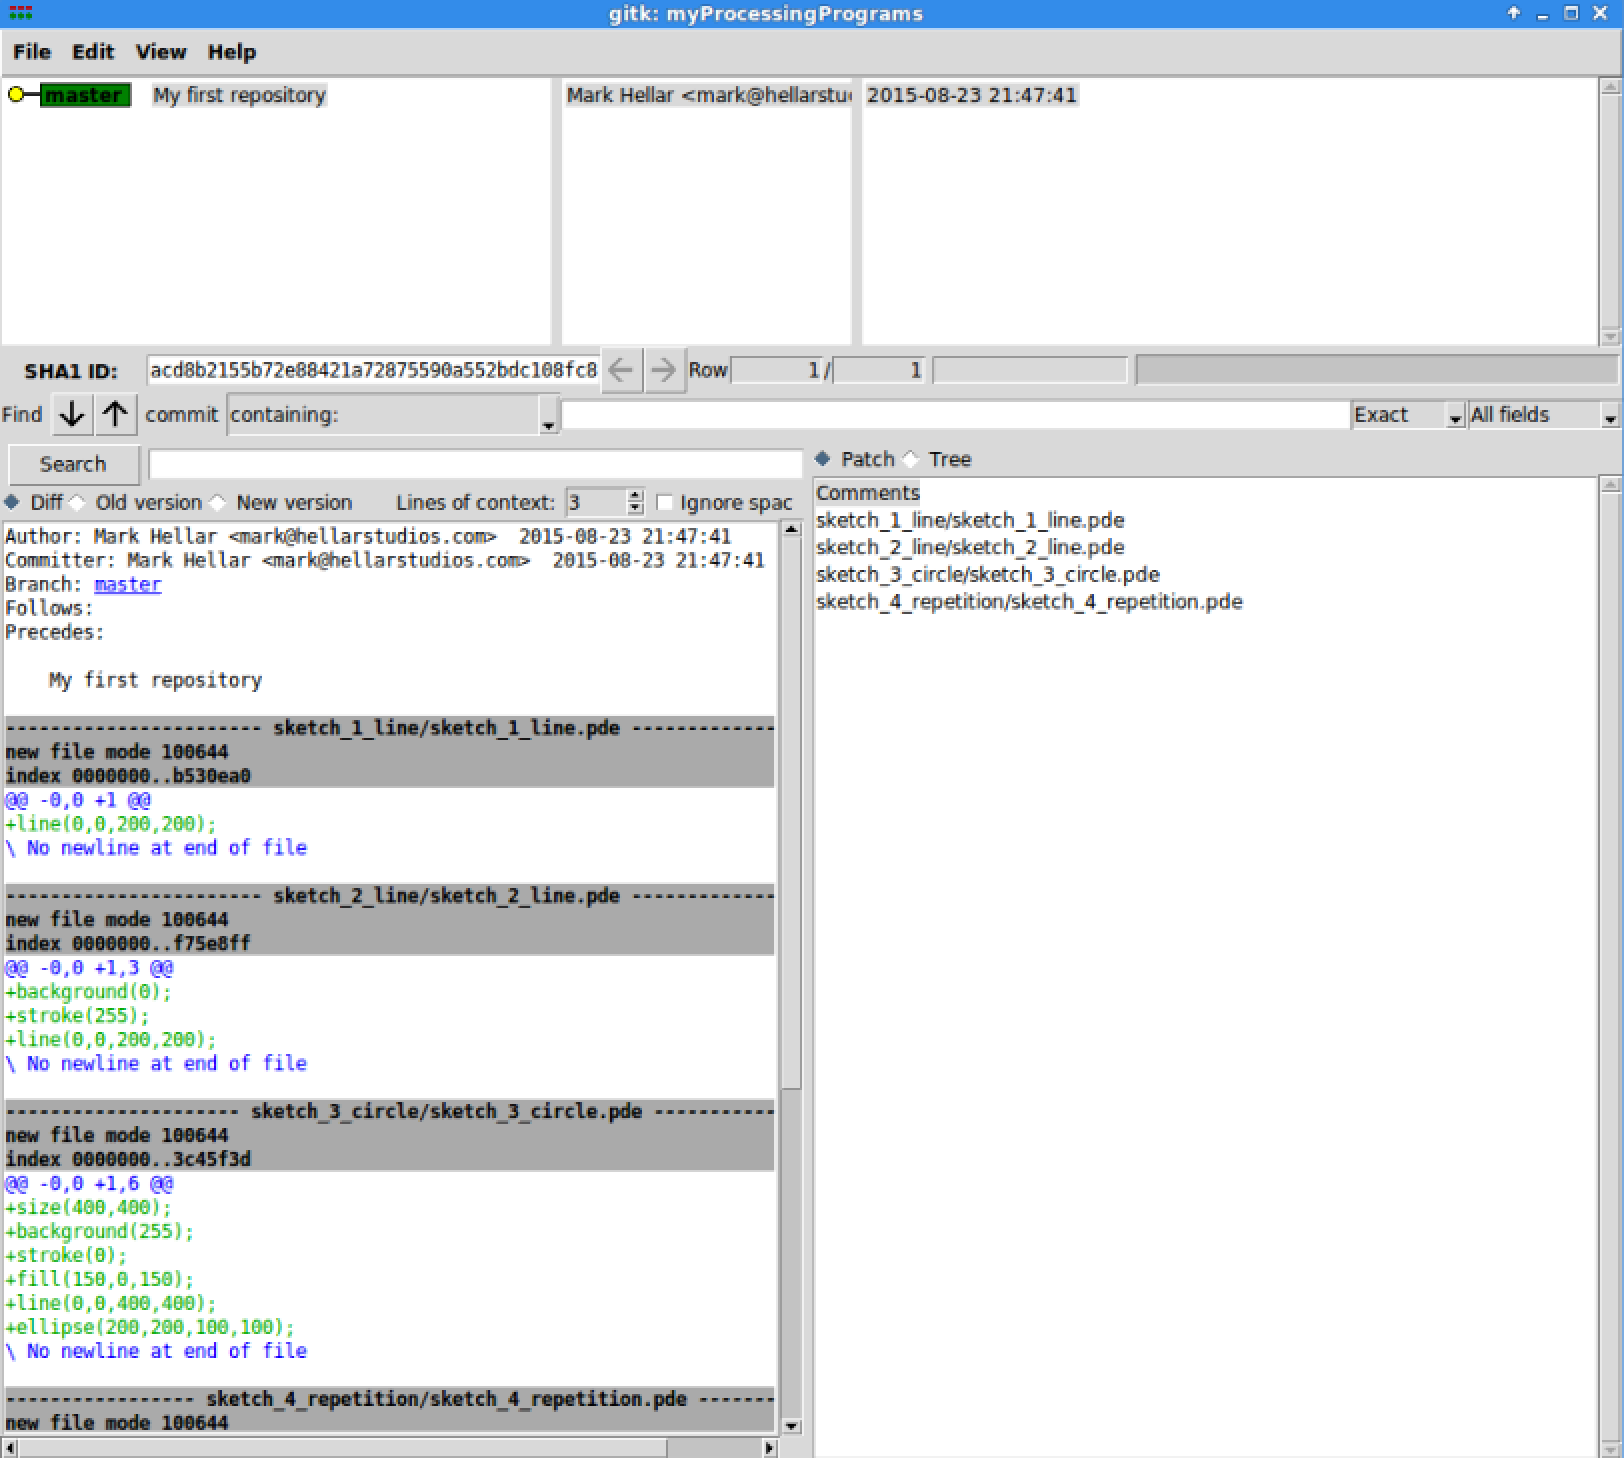 gitk: myProcessingPrograms
File Edit View Help
master My first repository Mark Hellar <mark@hellarstu 2015-08-23 21:47:41
SHA1 ID: acd8b2155b72e88421a72875590a552bdc108fc8 Row 1 / 1
Find commit containing: Exact All fields
Search
Patch Tree
Diff Old version New version Lines of context: 3 Ignore spac
Author: Mark Hellar <mark@hellarstudios.com>  2015-08-23 21:47:41
Committer: Mark Hellar <mark@hellarstudios.com>  2015-08-23 21:47:41
Branch: master
Follows:
Precedes:
My first repository
---------------------- sketch_1_line/sketch_1_line.pde -------------
new file mode 100644
index 0000000..b530ea0
@@ -0,0 +1 @@
+line(0,0,200,200);
\ No newline at end of file
---------------------- sketch_2_line/sketch_2_line.pde -------------
new file mode 100644
index 0000000..f75e8ff
@@ -0,0 +1,3 @@
+background(0);
+stroke(255);
+line(0,0,200,200);
\ No newline at end of file
-------------------- sketch_3_circle/sketch_3_circle.pde -----------
new file mode 100644
index 0000000..3c45f3d
@@ -0,0 +1,6 @@
+size(400,400);
+background(255);
+stroke(0);
+fill(150,0,150);
+line(0,0,400,400);
+ellipse(200,200,100,100);
\ No newline at end of file
---------------- sketch_4_repetition/sketch_4_repetition.pde -------
new file mode 100644
Comments
sketch_1_line/sketch_1_line.pde
sketch_2_line/sketch_2_line.pde
sketch_3_circle/sketch_3_circle.pde
sketch_4_repetition/sketch_4_repetition.pde